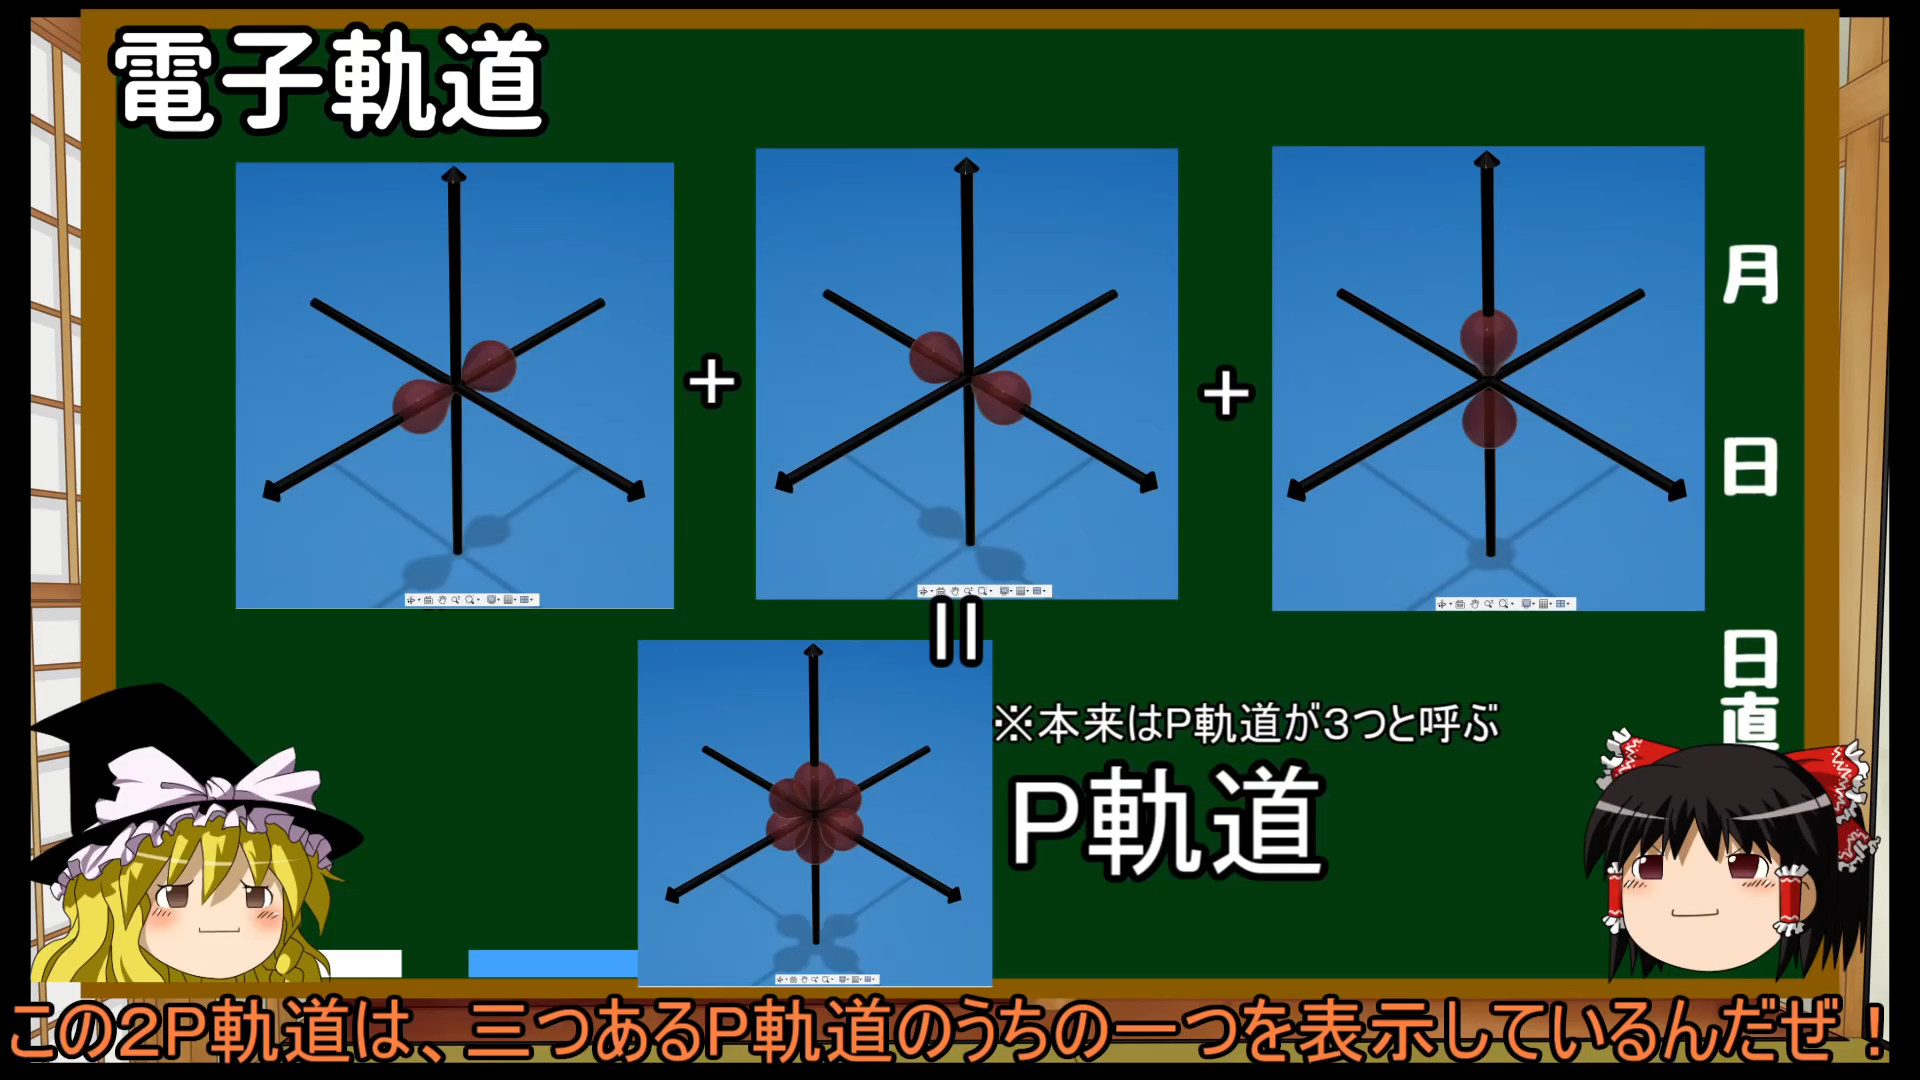 電子軌道
+
+
=
月
日
日直
※本来はP軌道が3つと呼ぶ
P軌道
この2P軌道は、三つあるP軌道のうちの一つを表示しているんだぜ！